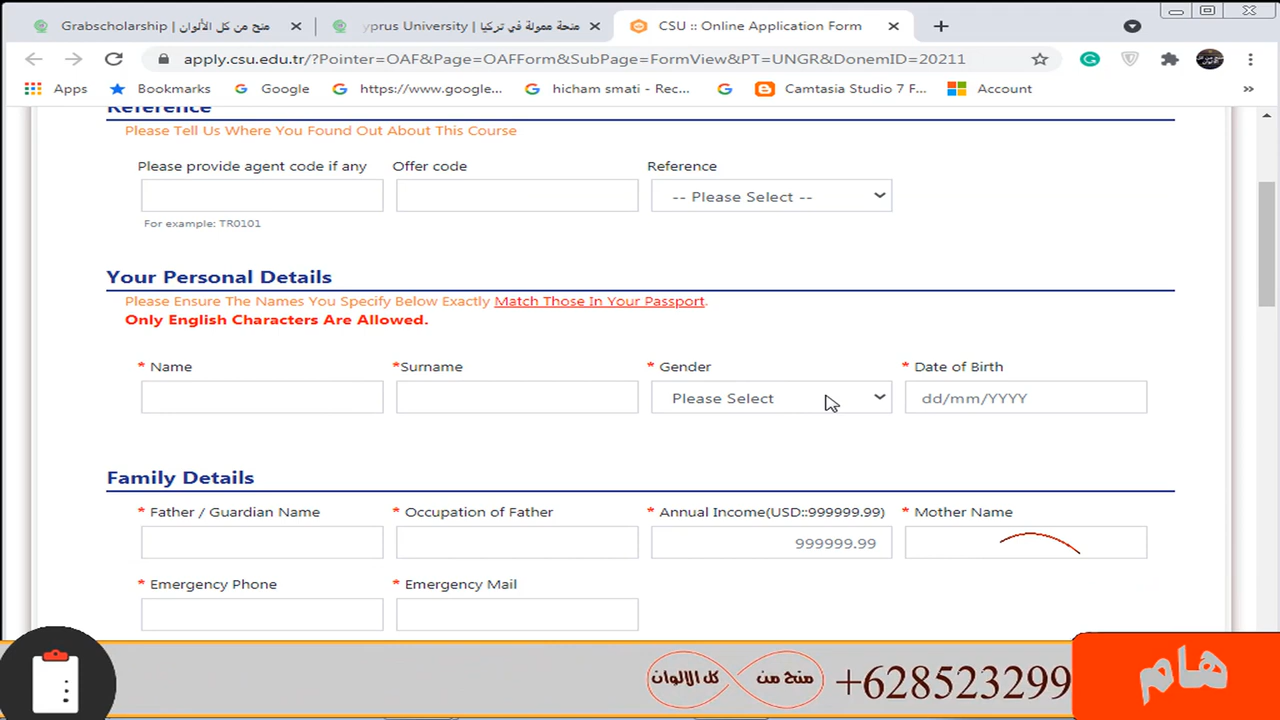 Grabscholarship | منح من كل الألوان
yprus University | منحة ممولة في تركيا
CSU :: Online Application Form
apply.csu.edu.tr/?Pointer=OAF&Page=OAFForm&SubPage=FormView&PT=UNGR&DonemID=20211
Apps
Bookmarks
Google
https://www.google...
hicham smati - Rec...
Camtasia Studio 7 F...
Account
»
Reference
Please Tell Us Where You Found Out About This Course
Please provide agent code if any
Offer code
Reference
-- Please Select --
For example: TR0101
Your Personal Details
Please Ensure The Names You Specify Below Exactly Match Those In Your Passport.
Only English Characters Are Allowed.
* Name
*Surname
* Gender
* Date of Birth
Please Select
dd/mm/YYYY
Family Details
* Father / Guardian Name
* Occupation of Father
* Annual Income(USD::999999.99)
* Mother Name
999999.99
* Emergency Phone
* Emergency Mail
منح من كل الالوان
+628523299
هام